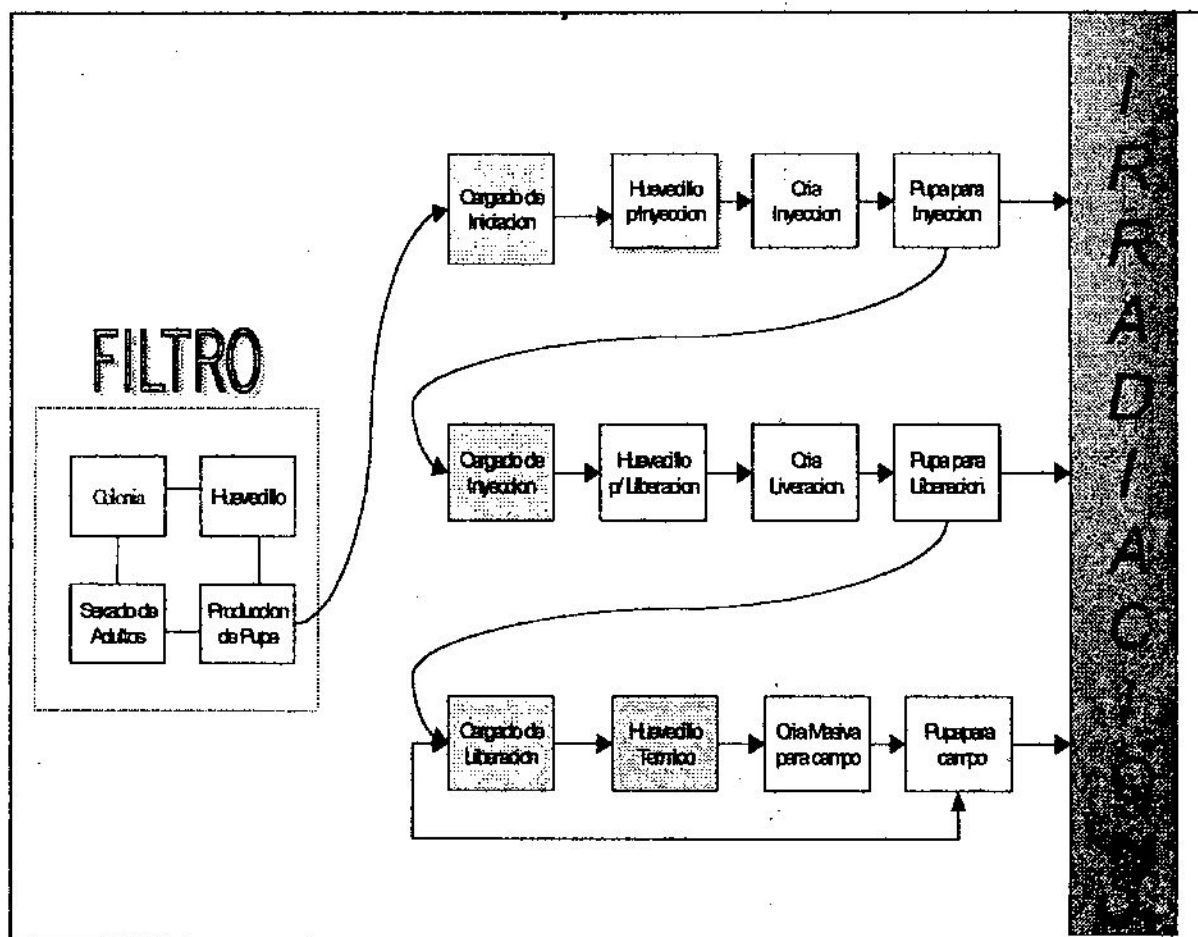 Cargado de
Iniciacion
Huevecillo
p/Inyeccion
Cria
Inyeccion
Pupa para
Inyeccion
FILTRO
Colonia
Huevecillo
Sexado de
Adultos
Produccion
de Pupa
Cargado de
Inyeccion
Huevecillo
p/ Liberacion
Cria
Liveracion
Pupa para
Liberacion
Cargado de
Liberacion
Huevecillo
Termico
Cria Masiva
para campo
Pupa para
campo
IRRADIACION